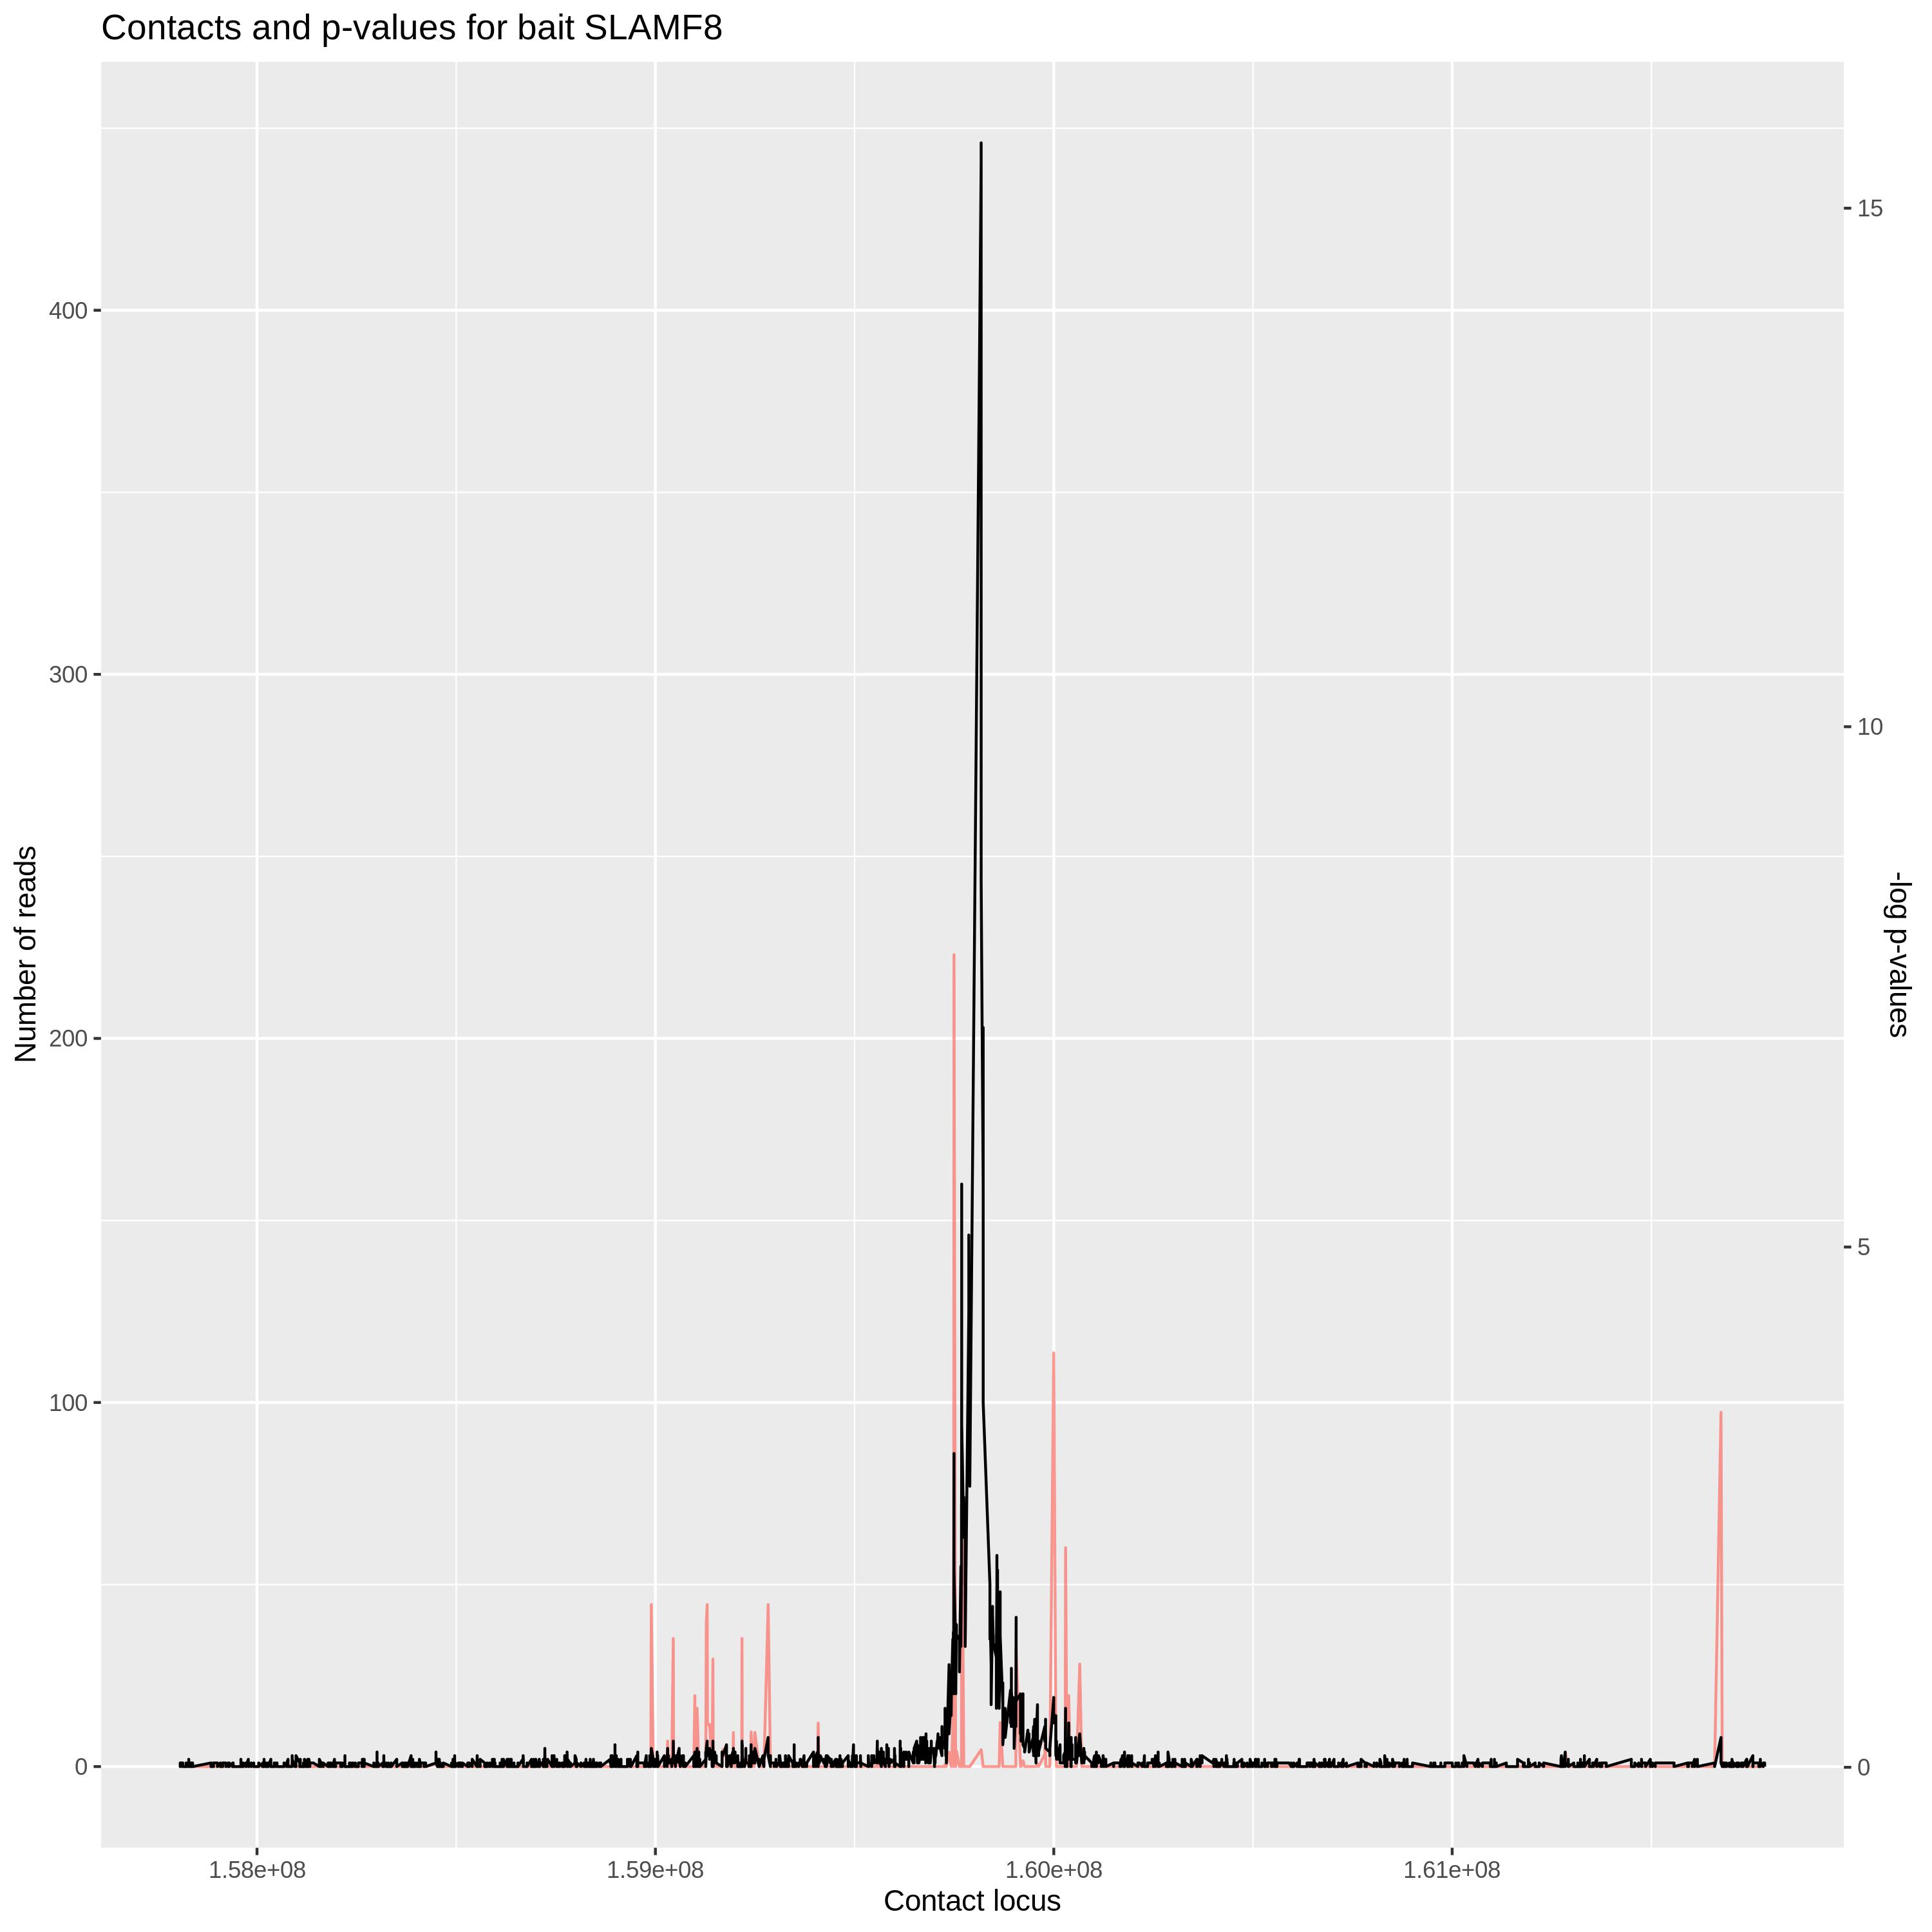 Contacts and p-values for bait SLAMF8
400
300
200
100
0
15
10
5
0
Number of reads
-log p-values
1.58e+08
1.59e+08
1.60e+08
1.61e+08
Contact locus